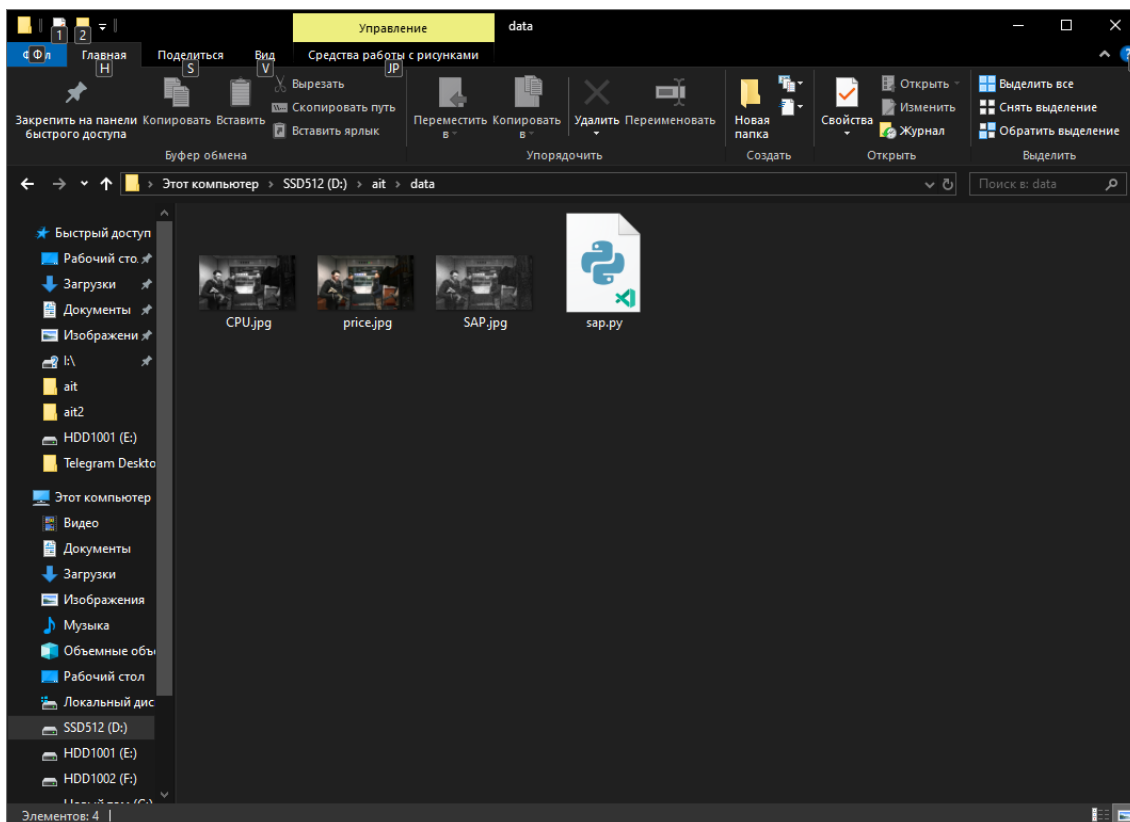 1
2
Управление
data
Ф
Главная
Поделиться
Вид
Средства работы с рисунками
H
S
V
JP
Закрепить на панели быстрого доступа
Копировать
Вставить
Вырезать
Скопировать путь
Вставить ярлык
Переместить в
Копировать в
Удалить
Переименовать
Новая папка
Свойства
Открыть
Изменить
Журнал
Выделить все
Снять выделение
Обратить выделение
Буфер обмена
Упорядочить
Создать
Открыть
Выделить
Этот компьютер
SSD512 (D:)
ait
data
Поиск в: data
Быстрый доступ
Рабочий сто
Загрузки
Документы
Изображени
I:\
ait
ait2
HDD1001 (E:)
Telegram Deskto
Этот компьютер
Видео
Документы
Загрузки
Изображения
Музыка
Объемные объ
Рабочий стол
Локальный дис
SSD512 (D:)
HDD1001 (E:)
HDD1002 (F:)
CPU.jpg
price.jpg
SAP.jpg
sap.py
Элементов: 4